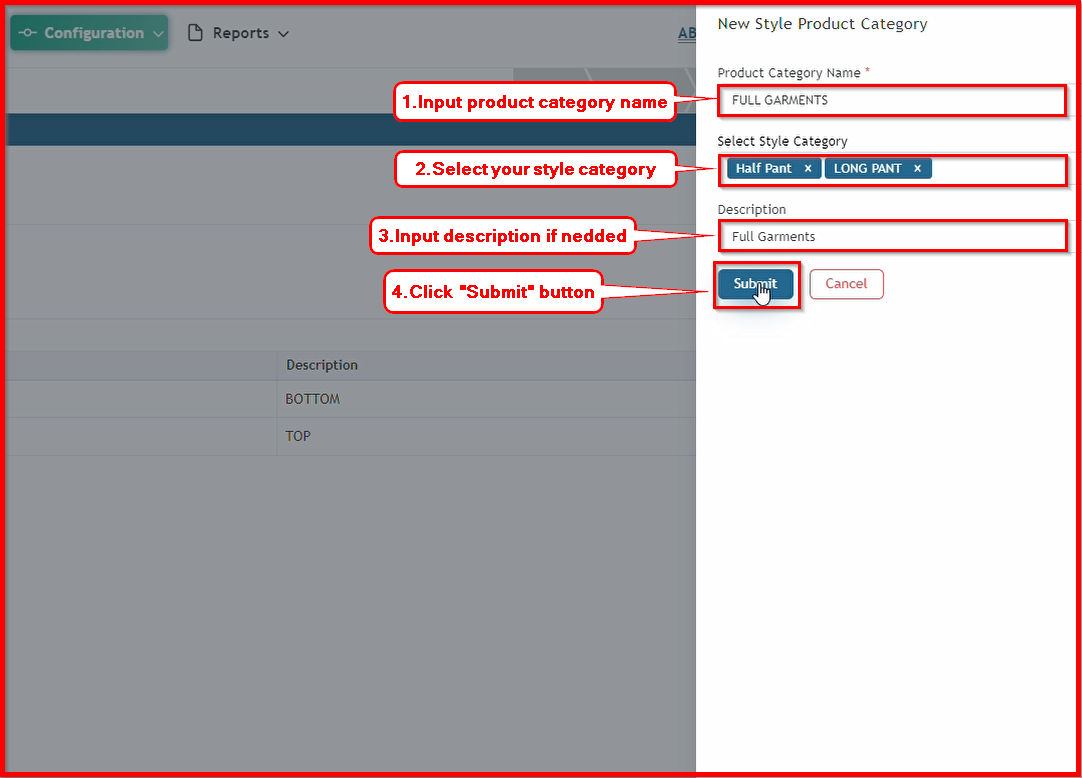 Configuration
Reports
AB
New Style Product Category
Product Category Name *
1.Input product category name
FULL GARMENTS
Select Style Category
2.Select your style category
Half Pant × LONG PANT ×
Description
3.Input description if nedded
Full Garments
4.Click "Submit" button
Submit
Cancel
Description
BOTTOM
TOP